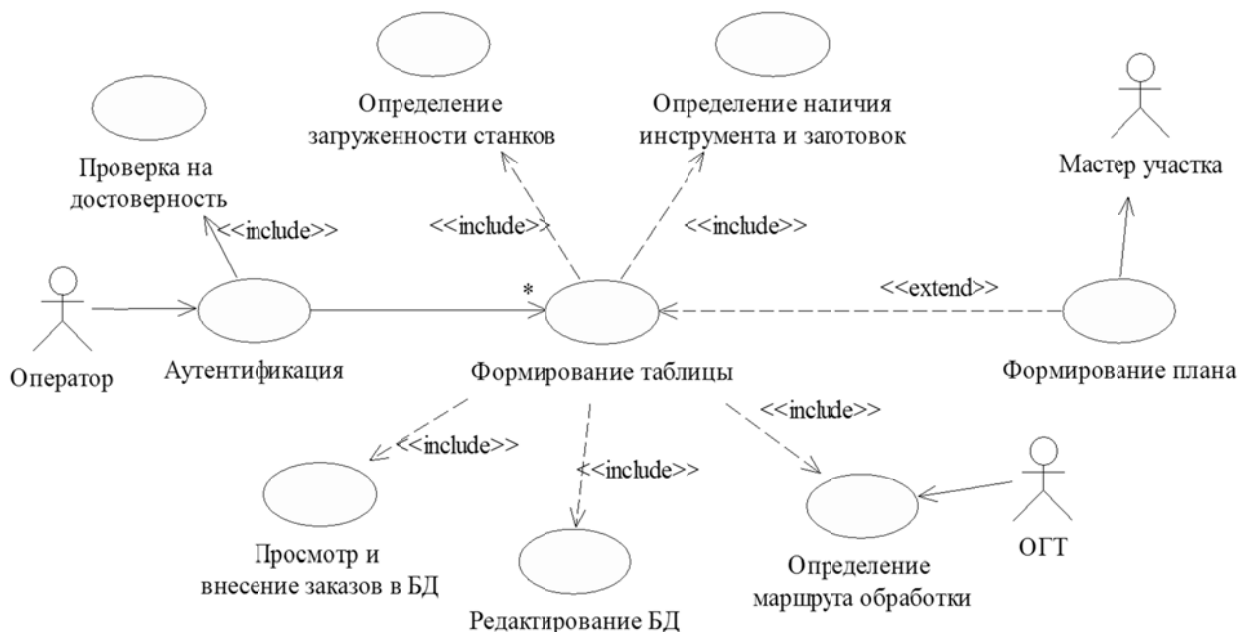 Определение
загруженности станков
Определение наличия
инструмента и заготовок
Проверка на
достоверность
Мастер участка
<<include>>
<<include>>
<<include>>
*
<<extend>>
Оператор
Аутентификация
Формирование таблицы
Формирование плана
<<include>>
<<include>>
<<include>>
Просмотр и
внесение заказов в БД
Редактирование БД
Определение
маршрута обработки
ОГТ